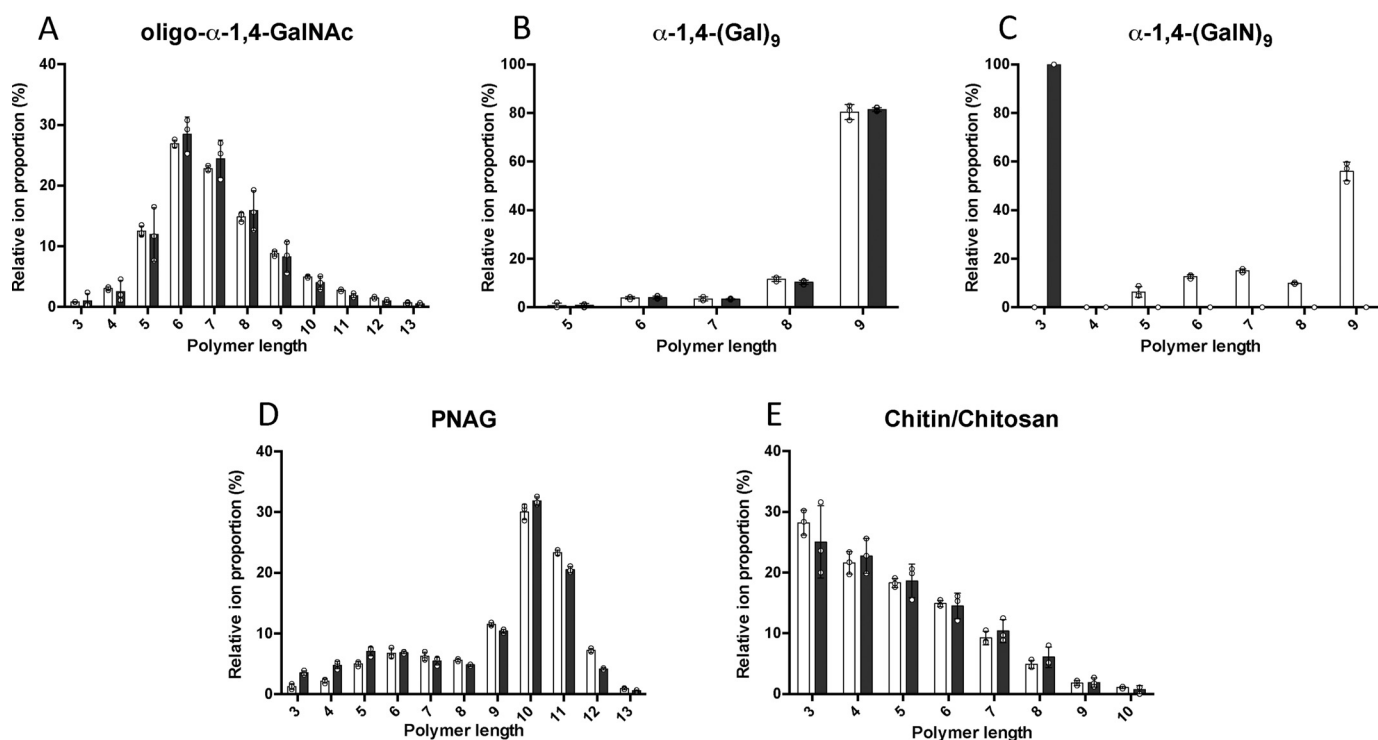 A
oligo-α-1,4-GalNAc
Relative ion proportion (%)
40
30
20
10
0
3 4 5 6 7 8 9 10 11 12 13
Polymer length
B
α-1,4-(Gal)9
Relative ion proportion (%)
100
80
60
40
20
0
5 6 7 8 9
Polymer length
C
α-1,4-(GalN)9
Relative ion proportion (%)
100
80
60
40
20
0
3 4 5 6 7 8 9
Polymer length
D
PNAG
Relative ion proportion (%)
40
30
20
10
0
3 4 5 6 7 8 9 10 11 12 13
Polymer length
E
Chitin/Chitosan
Relative ion proportion (%)
40
30
20
10
0
3 4 5 6 7 8 9 10
Polymer length